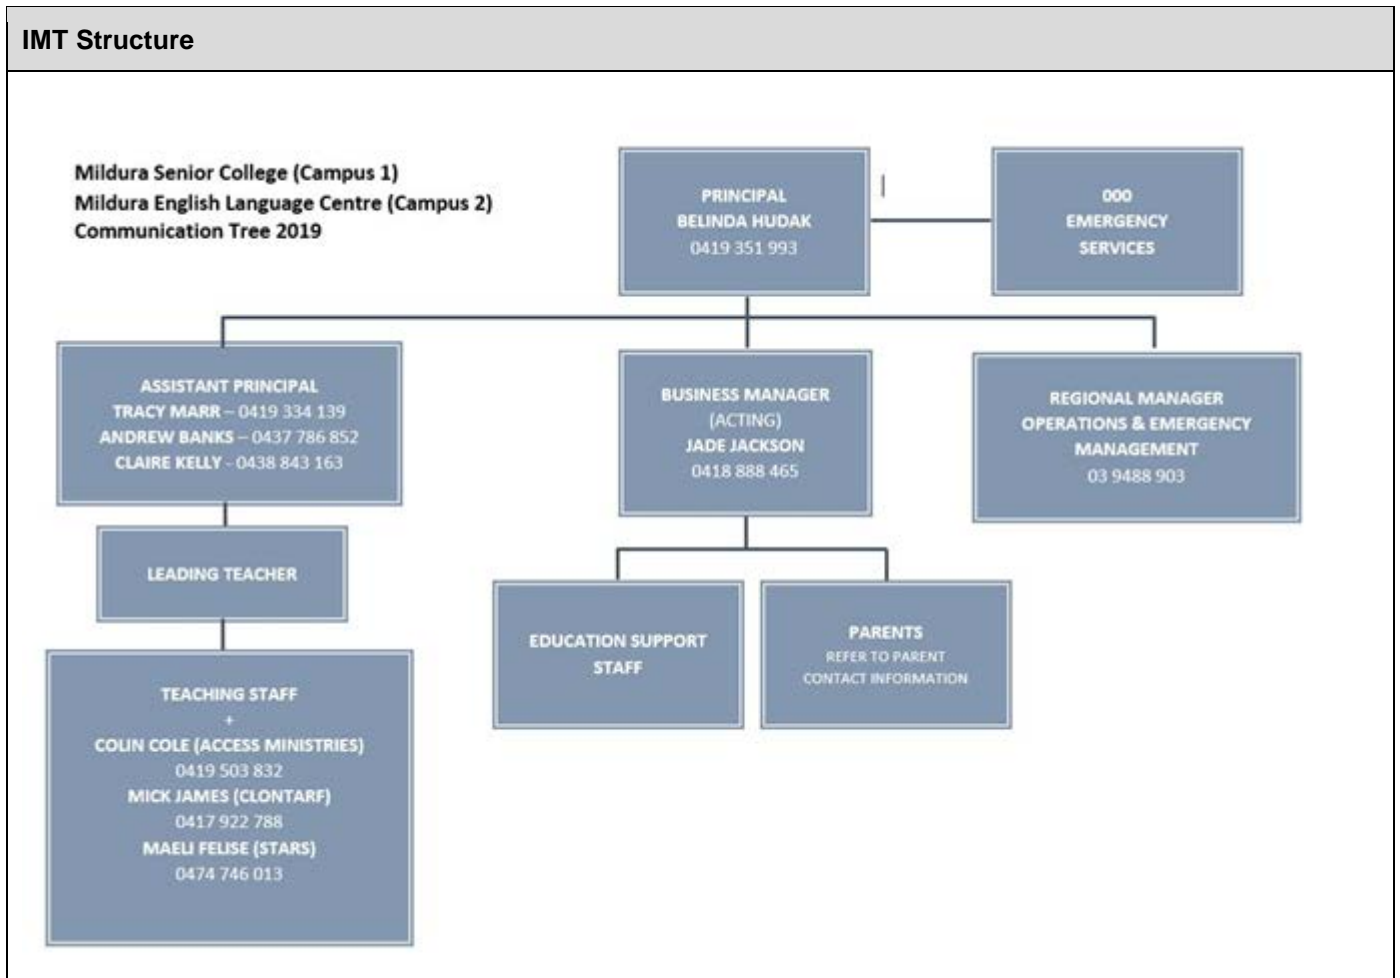 IMT Structure
Mildura Senior College (Campus 1)
Mildura English Language Centre (Campus 2)
Communication Tree 2019
PRINCIPAL
BELINDA HUDAK
0419 351 993
000
EMERGENCY
SERVICES
ASSISTANT PRINCIPAL
TRACY MARR – 0419 334 139
ANDREW BANKS – 0437 786 852
CLAIRE KELLY - 0438 843 163
BUSINESS MANAGER
(ACTING)
JADE JACKSON
0418 888 465
REGIONAL MANAGER
OPERATIONS & EMERGENCY
MANAGEMENT
03 9488 903
LEADING TEACHER
EDUCATION SUPPORT
STAFF
PARENTS
REFER TO PARENT
CONTACT INFORMATION
TEACHING STAFF
+
COLIN COLE (ACCESS MINISTRIES)
0419 503 832
MICK JAMES (CLONTARF)
0417 922 788
MAELI FELISE (STARS)
0474 746 013